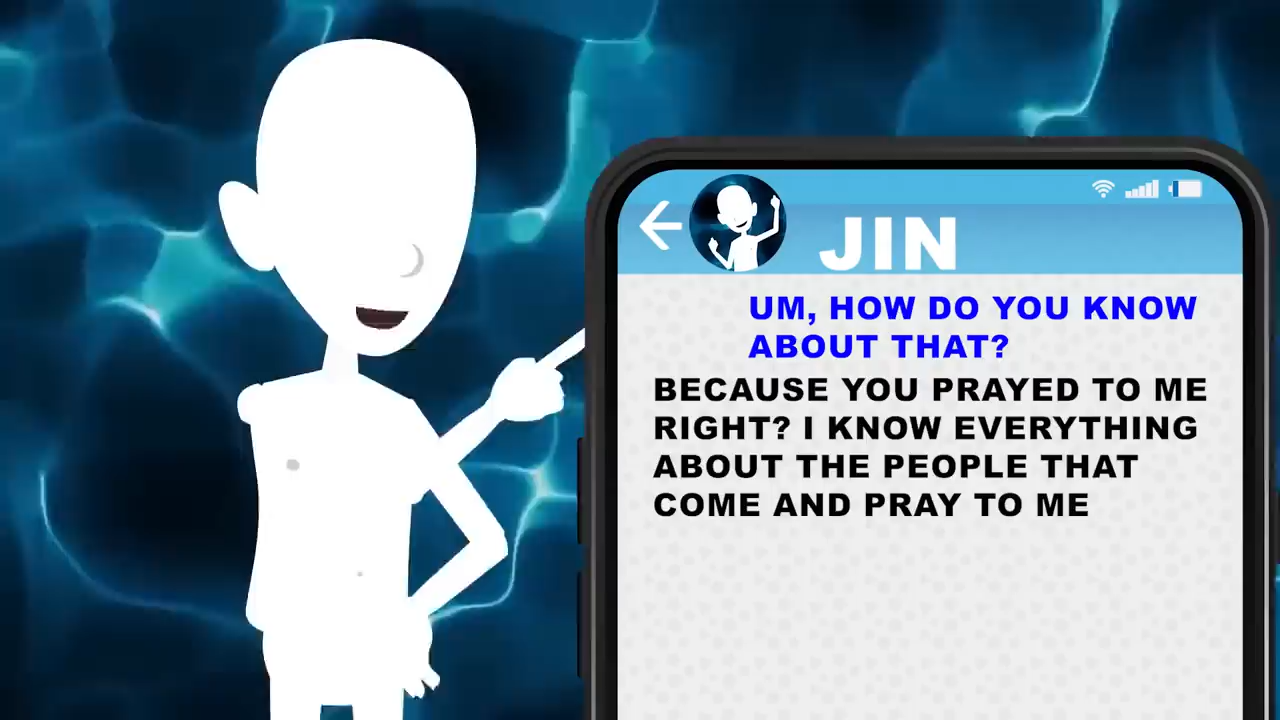 JIN
UM, HOW DO YOU KNOW
ABOUT THAT?
BECAUSE YOU PRAYED TO ME
RIGHT? I KNOW EVERYTHING
ABOUT THE PEOPLE THAT
COME AND PRAY TO ME